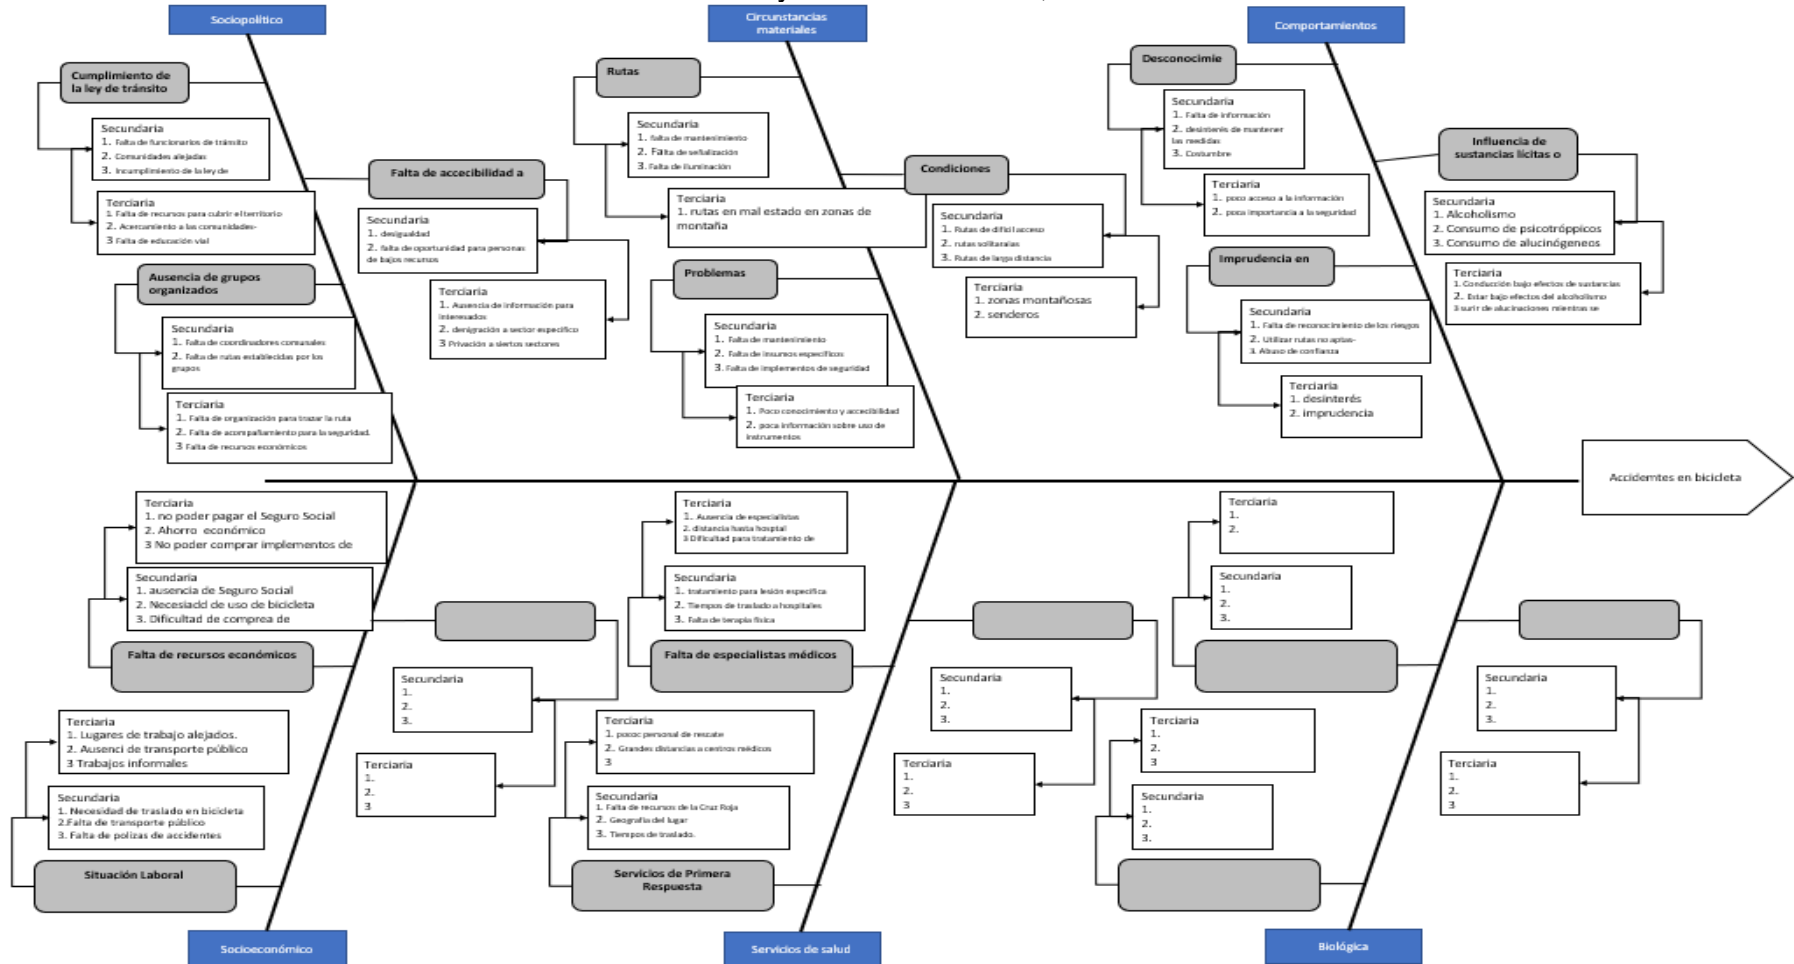 Sociopolítico
Cumplimiento de
la ley de tránsito
Secundaria
1. Falta de funcionarios de tránsito
2. Comunidades alejadas
3. Incumplimiento de la ley de
Terciaria
1. Falta de recursos para cubrir el territorio
2. Acercamiento a las comunidades-
3 Falta de educación vial
Falta de accecibilidad a
Secundaria
1. desigualdad
2. falta de oportunidad para personas
de bajos recursos
Terciaria
1. Ausencia de información para
interesados
2. denigración a sector especifico
3 Privación a siertos sectores
Ausencia de grupos
organizados
Secundaria
1. Falta de coordinadores comunales
2. Falta de rutas establecidas por los
grupos
Terciaria
1. Falta de organización para trazar la ruta
2. Falta de acompañamiento para la seguridad.
3 Falta de recursos económicos
Circunstancias
materiales
Rutas
Secundaria
1. falta de mantenimiento
2. Falta de señalización
3. Falta de iluminación
Terciaria
1. rutas en mal estado en zonas de
montaña
Condiciones
Secundaria
1. Rutas de difícil acceso
2. rutas solitaraias
3. Rutas de larga distancia
Terciaria
1. zonas montañosas
2. senderos
Problemas
Secundaria
1. Falta de mantenimiento
2. Falta de insumos específicos
3. Falta de implementos de seguridad
Terciaria
1. Poco conocimiento y accecibilidad
2. poca información sobre uso de
instrumentos
Comportamientos
Desconocimie
Secundaria
1. Falta de información
2. desinterés de mantener
las medidas
3. Costumbre
Terciaria
1. poco acceso a la información
2. poca importancia a la seguridad
Influencia de
sustancias lícitas o
Secundaria
1. Alcoholismo
2. Consumo de psicotróppicos
3. Consumo de alucinógeneos
Terciaria
1. Conducción bajo efectos de sustancias
2. Estar bajo efectos del alcoholismo
3 surir de alucinaciones mientras se
Imprudencia en
Secundaria
1. Falta de reconocimiento de los riesgos
2. Utilizar rutas no aptas-
3. Abuso de confianza
Terciaria
1. desinterés
2. imprudencia
Accidemtes en bicicleta
Terciaria
1. no poder pagar el Seguro Social
2. Ahorro económico
3 No poder comprar implementos de
Secundaria
1. ausencia de Seguro Social
2. Necesiacld de uso de bicicleta
3. Dificultad de comprea de
Falta de recursos económicos
Secundaria
1.
2.
3.
Terciaria
1.
2.
3
Terciaria
1. Lugares de trabajo alejados.
2. Ausenci de transporte público
3 Trabajos informales
Secundaria
1. Necesidad de traslado en bicicleta
2.Falta de transporte público
3. Falta de polizas de accidentes
Situación Laboral
Socioeconómico
Terciaria
1. Ausencia de especialistas
2. distancia hasta hosptal
3 Dificultad para tratamiento de
Secundaria
1. tratamiento para lesión específica
2. Tiempos de traslado a hospitales
3. Falta de terapia física
Falta de especialistas médicos
Secundaria
1.
2.
3.
Terciaria
1.
2.
3
Terciaria
1. pococ personal de rescate
2. Grandes distancias a centros médicos
3
Secundaria
1. Falta de recursos de la Cruz Roja
2. Geografía del lugar
3. Tiempos de traslado.
Servicios de Primera
Respuesta
Servicios de salud
Terciaria
1.
2.
Secundaria
1.
2.
3.
Secundaria
1.
2.
3.
Terciaria
1.
2.
3
Terciaria
1.
2.
3
Secundaria
1.
2.
3.
Biológica